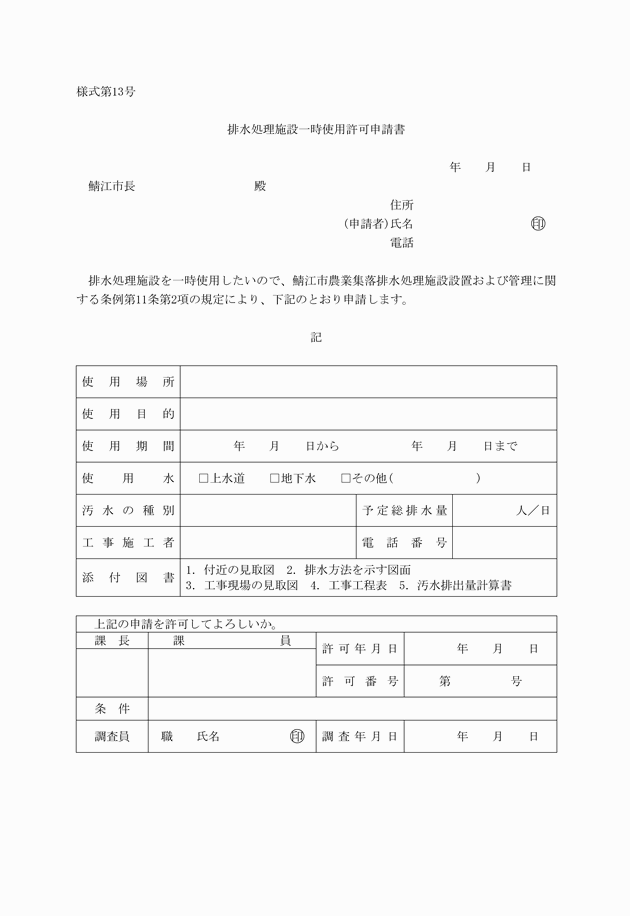 様式第13号
排水処理施設一時使用許可申請書
年　月　日
鯖江市長　殿
住所
(申請者)氏名　㊞
電話
排水処理施設を一時使用したいので、鯖江市農業集落排水処理施設設置および管理に関
する条例第11条第2項の規定により、下記のとおり申請します。
記
使用場所
使用目的
使用期間　年　月　日から　年　月　日まで
使用水　□上水道　□地下水　□その他(　)
汚水の種別　予定総排水量　人／日
工事施工者　電話番号
添付図書　1. 付近の見取図　2. 排水方法を示す図面
3. 工事現場の見取図　4. 工事工程表　5. 汚水排出量計算書
上記の申請を許可してよろしいか。
課長　課　員　許可年月日　年　月　日
許可番号　第　号
条件
調査員　職　氏名　㊞　調査年月日　年　月　日